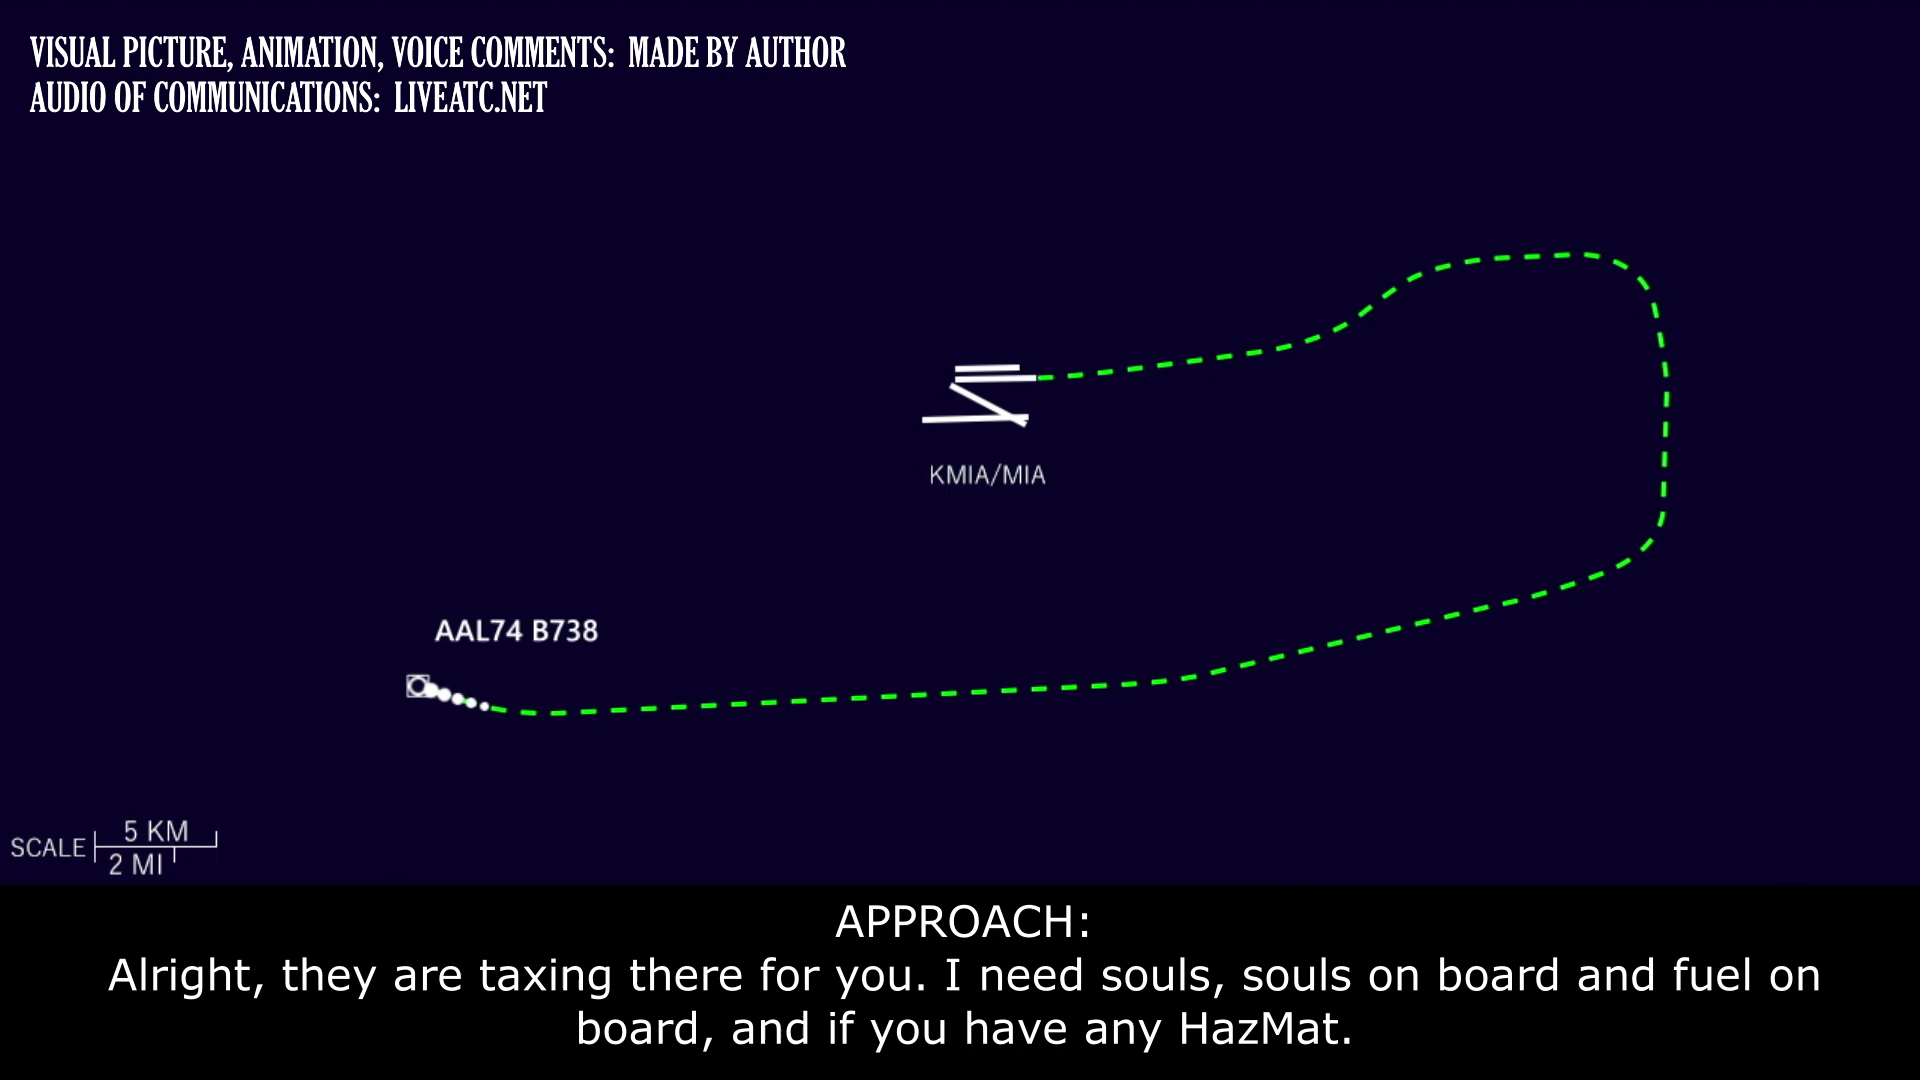 VISUAL PICTURE, ANIMATION, VOICE COMMENTS: MADE BY AUTHOR
AUDIO OF COMMUNICATIONS: LIVEATC.NET
KMIA/MIA
AAL74 B738
5 KM
SCALE
2 MI
APPROACH:
Alright, they are taxing there for you. I need souls, souls on board and fuel on
board, and if you have any HazMat.